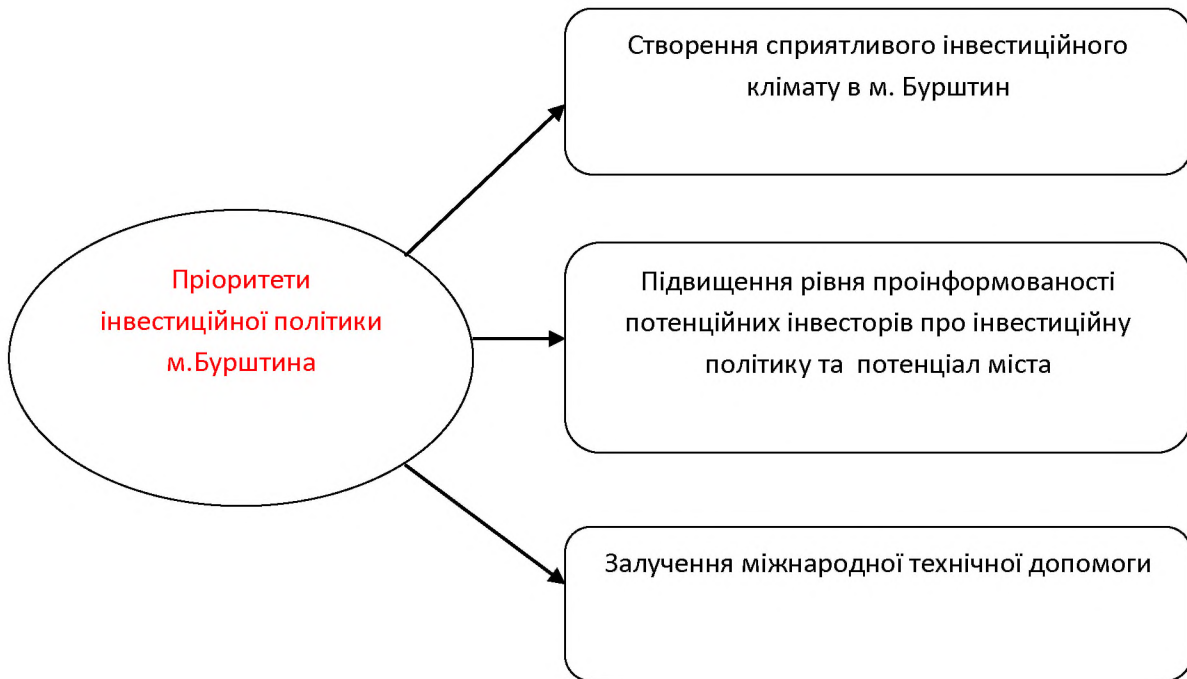 Створення сприятливого інвестиційного
клімату в м. Бурштин
Пріоритети
інвестиційної політики
м.Бурштина
Підвищення рівня проінформованості
потенційних інвесторів про інвестиційну
політику та потенціал міста
Залучення міжнародної технічної допомоги